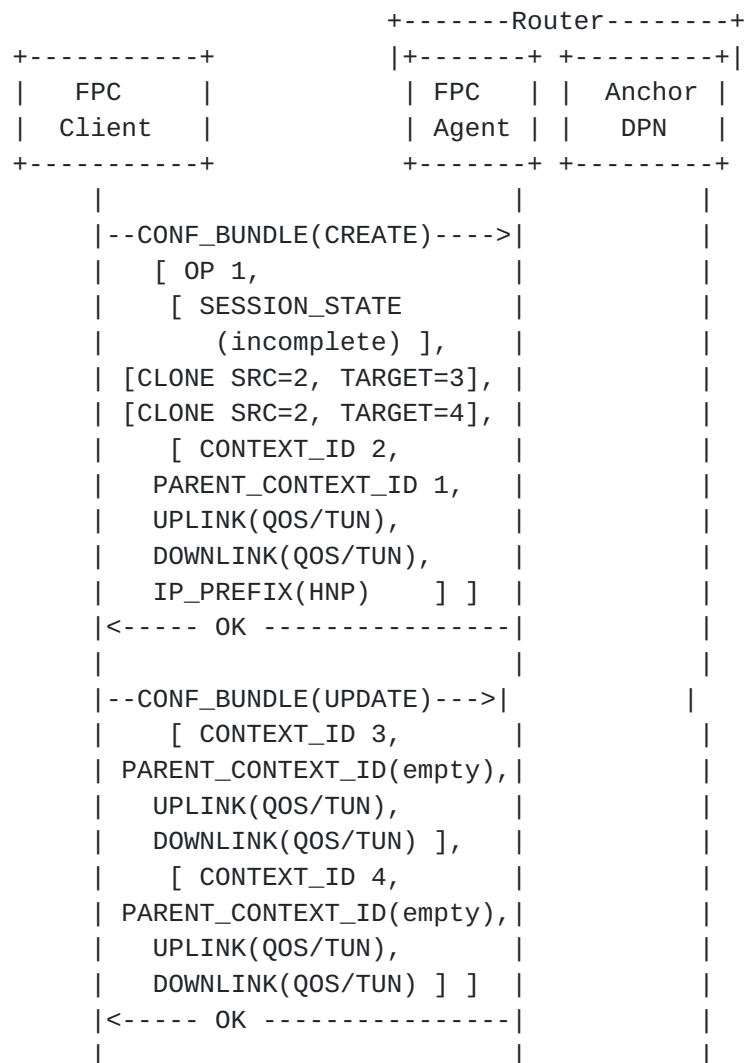 +-------Router--------+
+-----------+           |+-------+ +---------+|
|   FPC     |            | FPC   | |  Anchor |
|  Client   |            | Agent | |   DPN   |
+-----------+            +-------+ +---------+
     |                          |           |
     |--CONF_BUNDLE(CREATE)---->|           |
     |   [ OP 1,                |           |
     |    [ SESSION_STATE       |           |
     |       (incomplete) ],    |           |
     | [CLONE SRC=2, TARGET=3], |           |
     | [CLONE SRC=2, TARGET=4], |           |
     |    [ CONTEXT_ID 2,       |           |
     |   PARENT_CONTEXT_ID 1,   |           |
     |   UPLINK(QOS/TUN),       |           |
     |   DOWNLINK(QOS/TUN),     |           |
     |   IP_PREFIX(HNP)     ] ] |           |
     |<----- OK ----------------|           |
     |                          |           |
     |--CONF_BUNDLE(UPDATE)--->|           |
     |    [ CONTEXT_ID 3,       |           |
     | PARENT_CONTEXT_ID(empty),|           |
     |   UPLINK(QOS/TUN),       |           |
     |   DOWNLINK(QOS/TUN) ],   |           |
     |    [ CONTEXT_ID 4,       |           |
     | PARENT_CONTEXT_ID(empty),|           |
     |   UPLINK(QOS/TUN),       |           |
     |   DOWNLINK(QOS/TUN) ] ]  |           |
     |<----- OK ----------------|           |
     |                          |           |